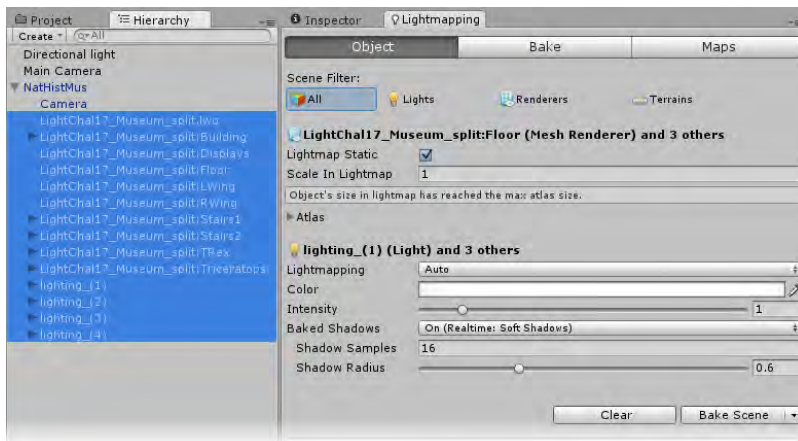 Project
Hierarchy
Create
All
Directional light
Main Camera
NatHistMus
Camera
LightChal17_Museum_split.lwo
LightChal17_Museum_split:Building
LightChal17_Museum_split:Displays
LightChal17_Museum_split:Floor
LightChal17_Museum_split:LWing
LightChal17_Museum_split:RWing
LightChal17_Museum_split:Stairs1
LightChal17_Museum_split:Stairs2
LightChal17_Museum_split:TRex
LightChal17_Museum_split:Triceratops
lighting_(1)
lighting_(2)
lighting_(3)
lighting_(4)
Inspector
Lightmapping
Object Bake Maps
Scene Filter:
All Lights Renderers Terrains
LightChal17_Museum_split:Floor (Mesh Renderer) and 3 others
Lightmap Static
Scale In Lightmap 1
Object's size in lightmap has reached the max atlas size.
Atlas
lighting_(1) (Light) and 3 others
Lightmapping Auto
Color
Intensity 1
Baked Shadows On (Realtime: Soft Shadows)
Shadow Samples 16
Shadow Radius 0.6
Clear Bake Scene